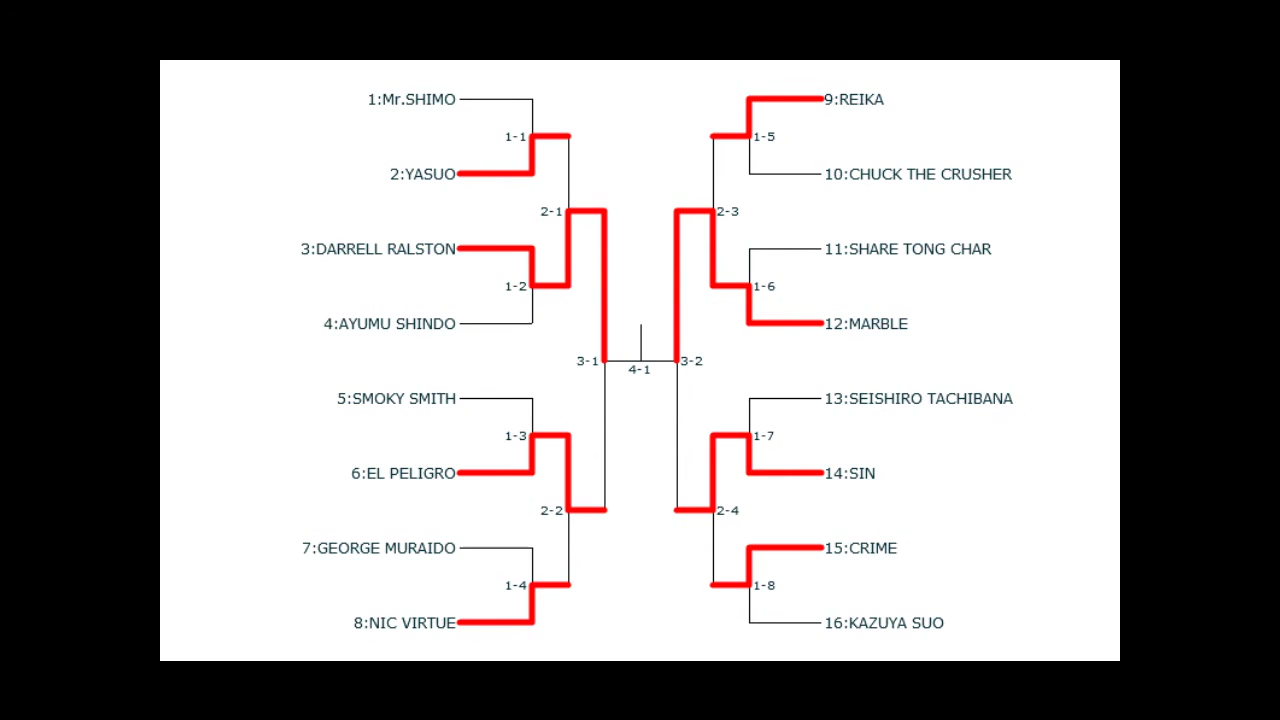 1:Mr.SHIMO
1-1
2:YASUO
2-1
3:DARRELL RALSTON
1-2
4:AYUMU SHINDO
3-1
5:SMOKY SMITH
1-3
6:EL PELIGRO
2-2
7:GEORGE MURAIDO
1-4
8:NIC VIRTUE
4-1
9:REIKA
1-5
10:CHUCK THE CRUSHER
2-3
11:SHARE TONG CHAR
1-6
12:MARBLE
3-2
13:SEISHIRO TACHIBANA
1-7
14:SIN
2-4
15:CRIME
1-8
16:KAZUYA SUO